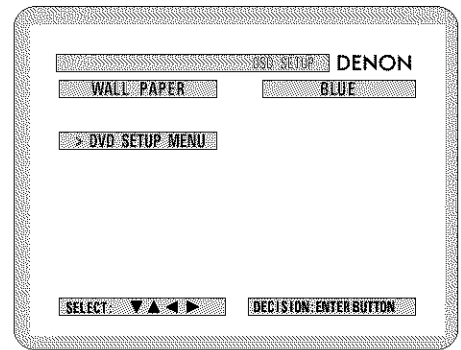 OSD SETUP DENON
WALL PAPER BLUE
> DVD SETUP MENU
SELECT: ▼ ▲ ◄ ► DECISION:ENTER BUTTON